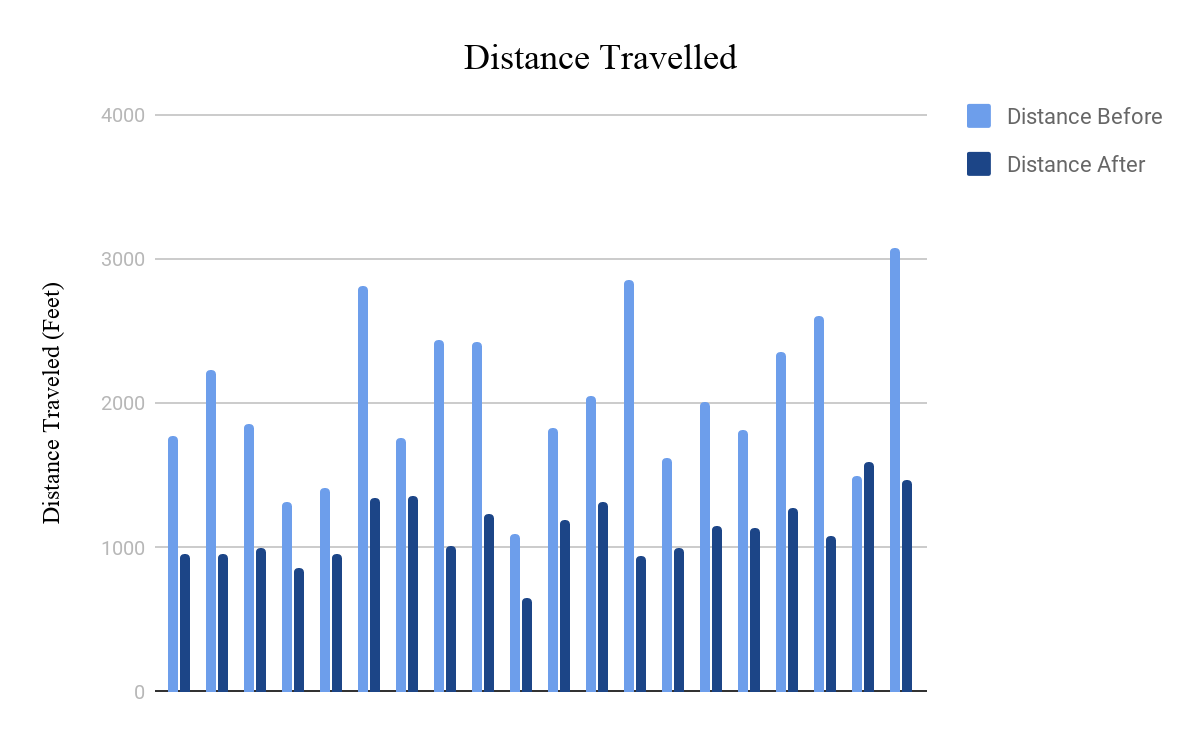 Distance Travelled
Distance Before
Distance After
Distance Traveled (Feet)
4000
3000
2000
1000
0